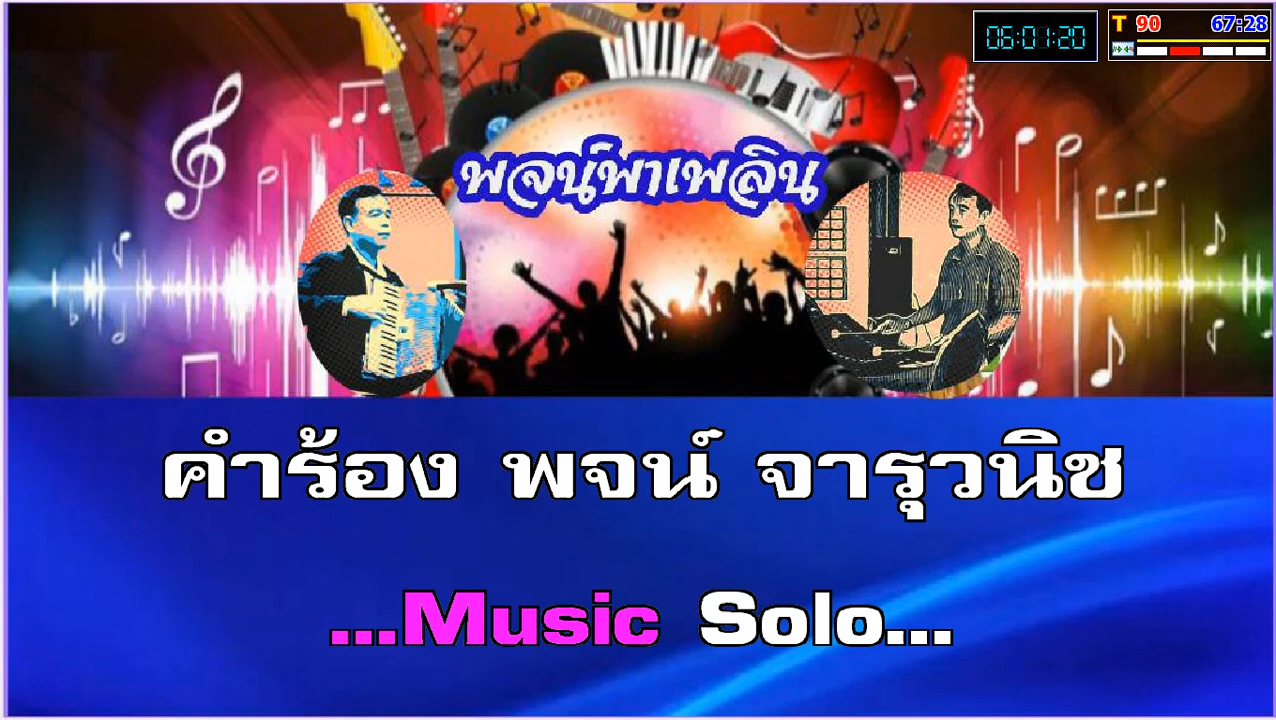 06:01:20
T 90 67:28
พจน์พาเพลิน
คำร้อง พจน์ จารุวนิช
...Music Solo...